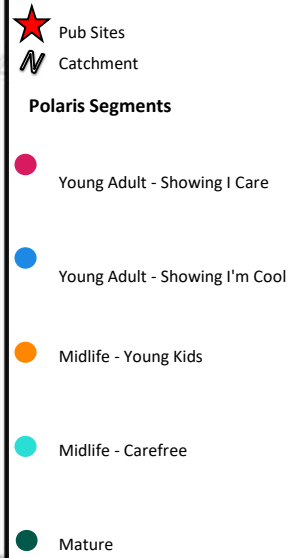 Pub Sites
Catchment
Polaris Segments
Young Adult - Showing I Care
Young Adult - Showing I'm Cool
Midlife - Young Kids
Midlife - Carefree
Mature